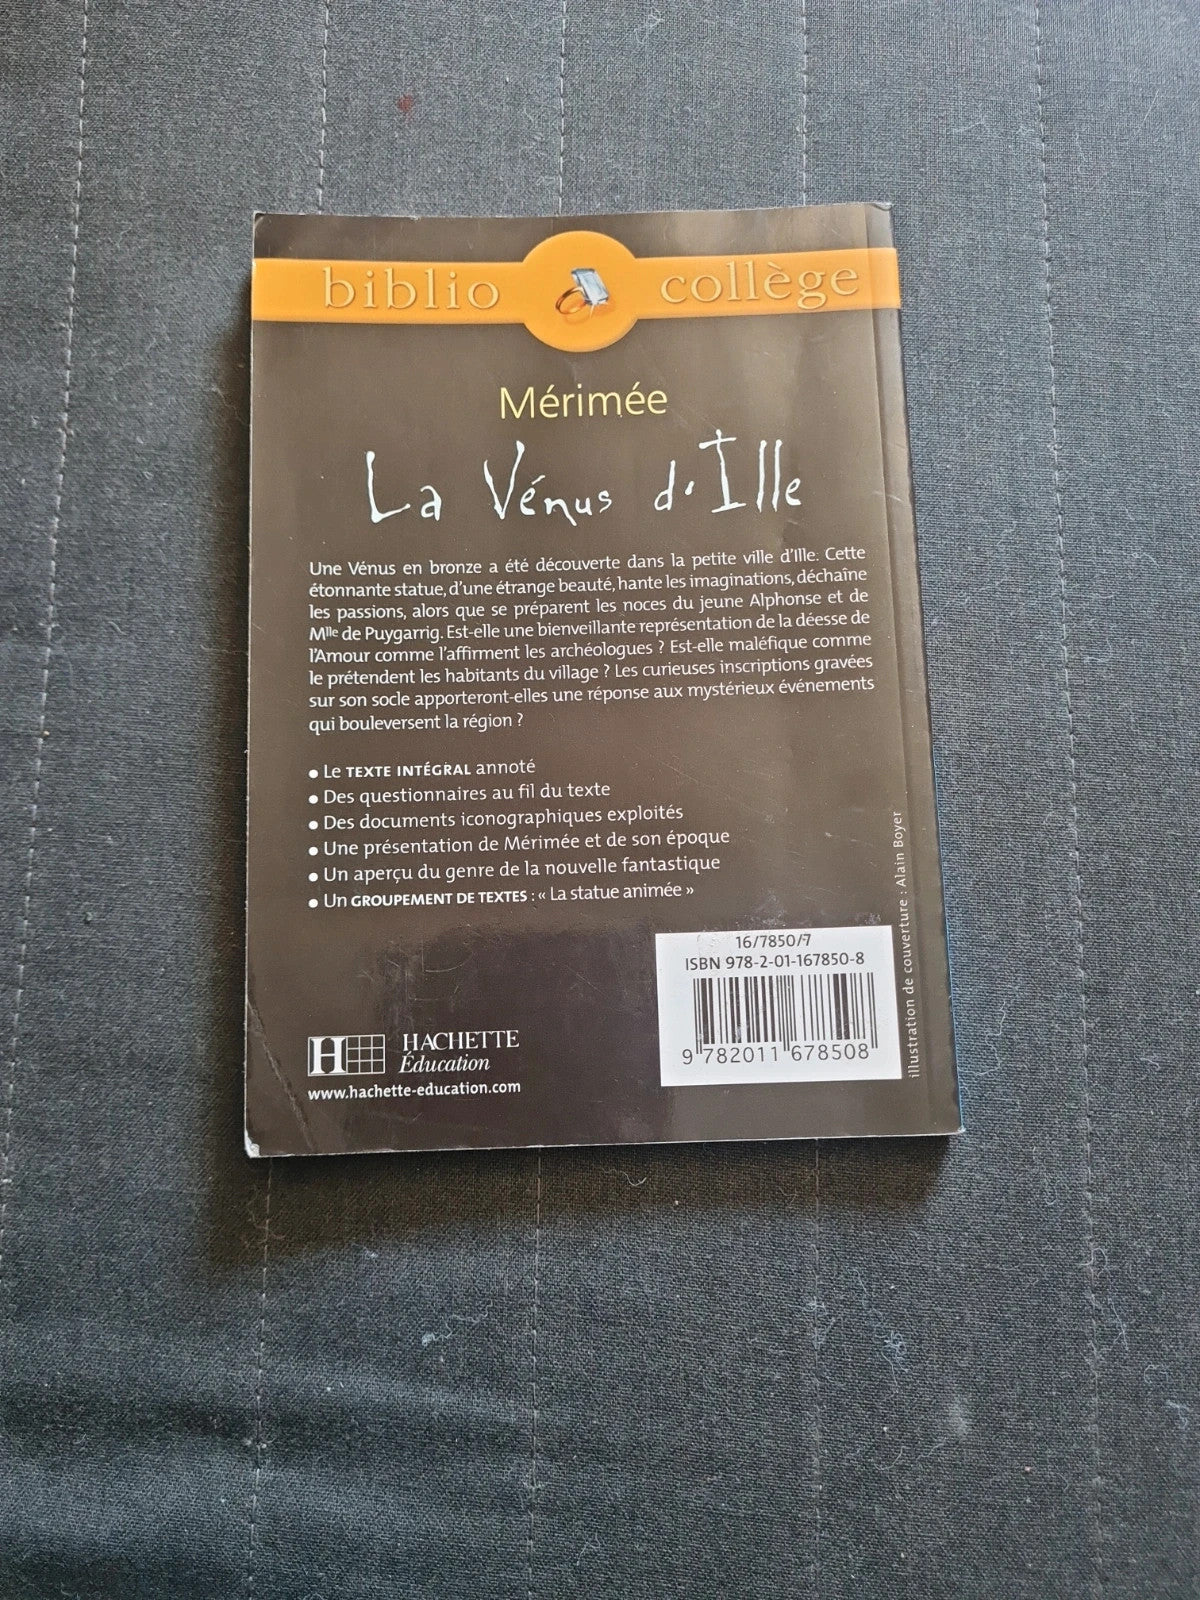 biblio collège
Mérimée
La Vénus d'Ille
Une Vénus en bronze a été découverte dans la petite ville d'Ille. Cette
étonnante statue, d'une étrange beauté, hante les imaginations, déchaîne
les passions, alors que se préparent les noces du jeune Alphonse et de
Mlle de Puygarrig. Est-elle une bienveillante représentation de la déesse de
l'Amour comme l'affirment les archéologues ? Est-elle maléfique comme
le prétendent les habitants du village ? Les curieuses inscriptions gravées
sur son socle apporteront-elles une réponse aux mystérieux événements
qui bouleversent la région ?
• Le TEXTE INTÉGRAL annoté
• Des questionnaires au fil du texte
• Des documents iconographiques exploités
• Une présentation de Mérimée et de son époque
• Un aperçu du genre de la nouvelle fantastique
• Un GROUPEMENT DE TEXTES : « La statue animée »
16/7850/7
ISBN 978-2-01-167850-8
9 782011 678508
H HACHETTE
Éducation
www.hachette-education.com
illustration de couverture : Alain Boyer